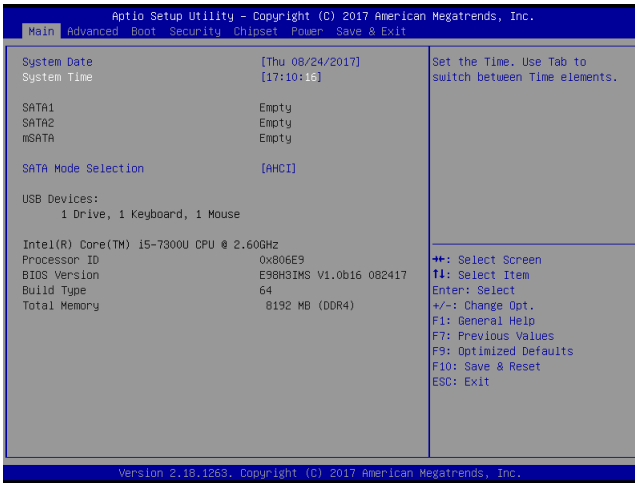 Aptio Setup Utility – Copyright (C) 2017 American Megatrends, Inc.
Main Advanced Boot Security Chipset Power Save & Exit
System Date [Thu 08/24/2017]
System Time [17:10:16]
SATA1 Empty
SATA2 Empty
mSATA Empty
SATA Mode Selection [AHCI]
USB Devices:
1 Drive, 1 Keyboard, 1 Mouse
Intel(R) Core(TM) i5-7300U CPU @ 2.60GHz
Processor ID 0x806E9
BIOS Version E98H3IMS V1.0b16 082417
Build Type 64
Total Memory 8192 MB (DDR4)
Set the Time. Use Tab to
switch between Time elements.
→←: Select Screen
↑↓: Select Item
Enter: Select
+/-: Change Opt.
F1: General Help
F7: Previous Values
F9: Optimized Defaults
F10: Save & Reset
ESC: Exit
Version 2.18.1263. Copyright (C) 2017 American Megatrends, Inc.